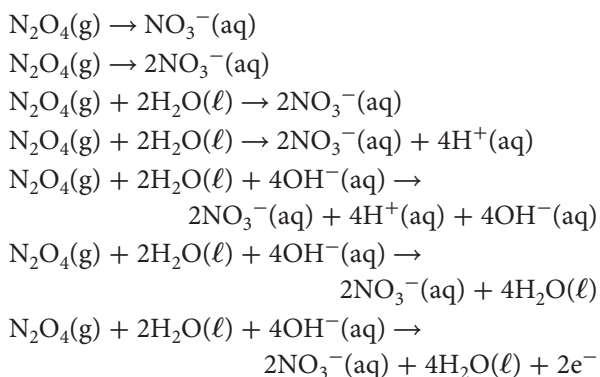 N₂O₄(g) → NO₃⁻(aq)
N₂O₄(g) → 2NO₃⁻(aq)
N₂O₄(g) + 2H₂O(ℓ) → 2NO₃⁻(aq)
N₂O₄(g) + 2H₂O(ℓ) → 2NO₃⁻(aq) + 4H⁺(aq)
N₂O₄(g) + 2H₂O(ℓ) + 4OH⁻(aq) →
2NO₃⁻(aq) + 4H⁺(aq) + 4OH⁻(aq)
N₂O₄(g) + 2H₂O(ℓ) + 4OH⁻(aq) →
2NO₃⁻(aq) + 4H₂O(ℓ)
N₂O₄(g) + 2H₂O(ℓ) + 4OH⁻(aq) →
2NO₃⁻(aq) + 4H₂O(ℓ) + 2e⁻